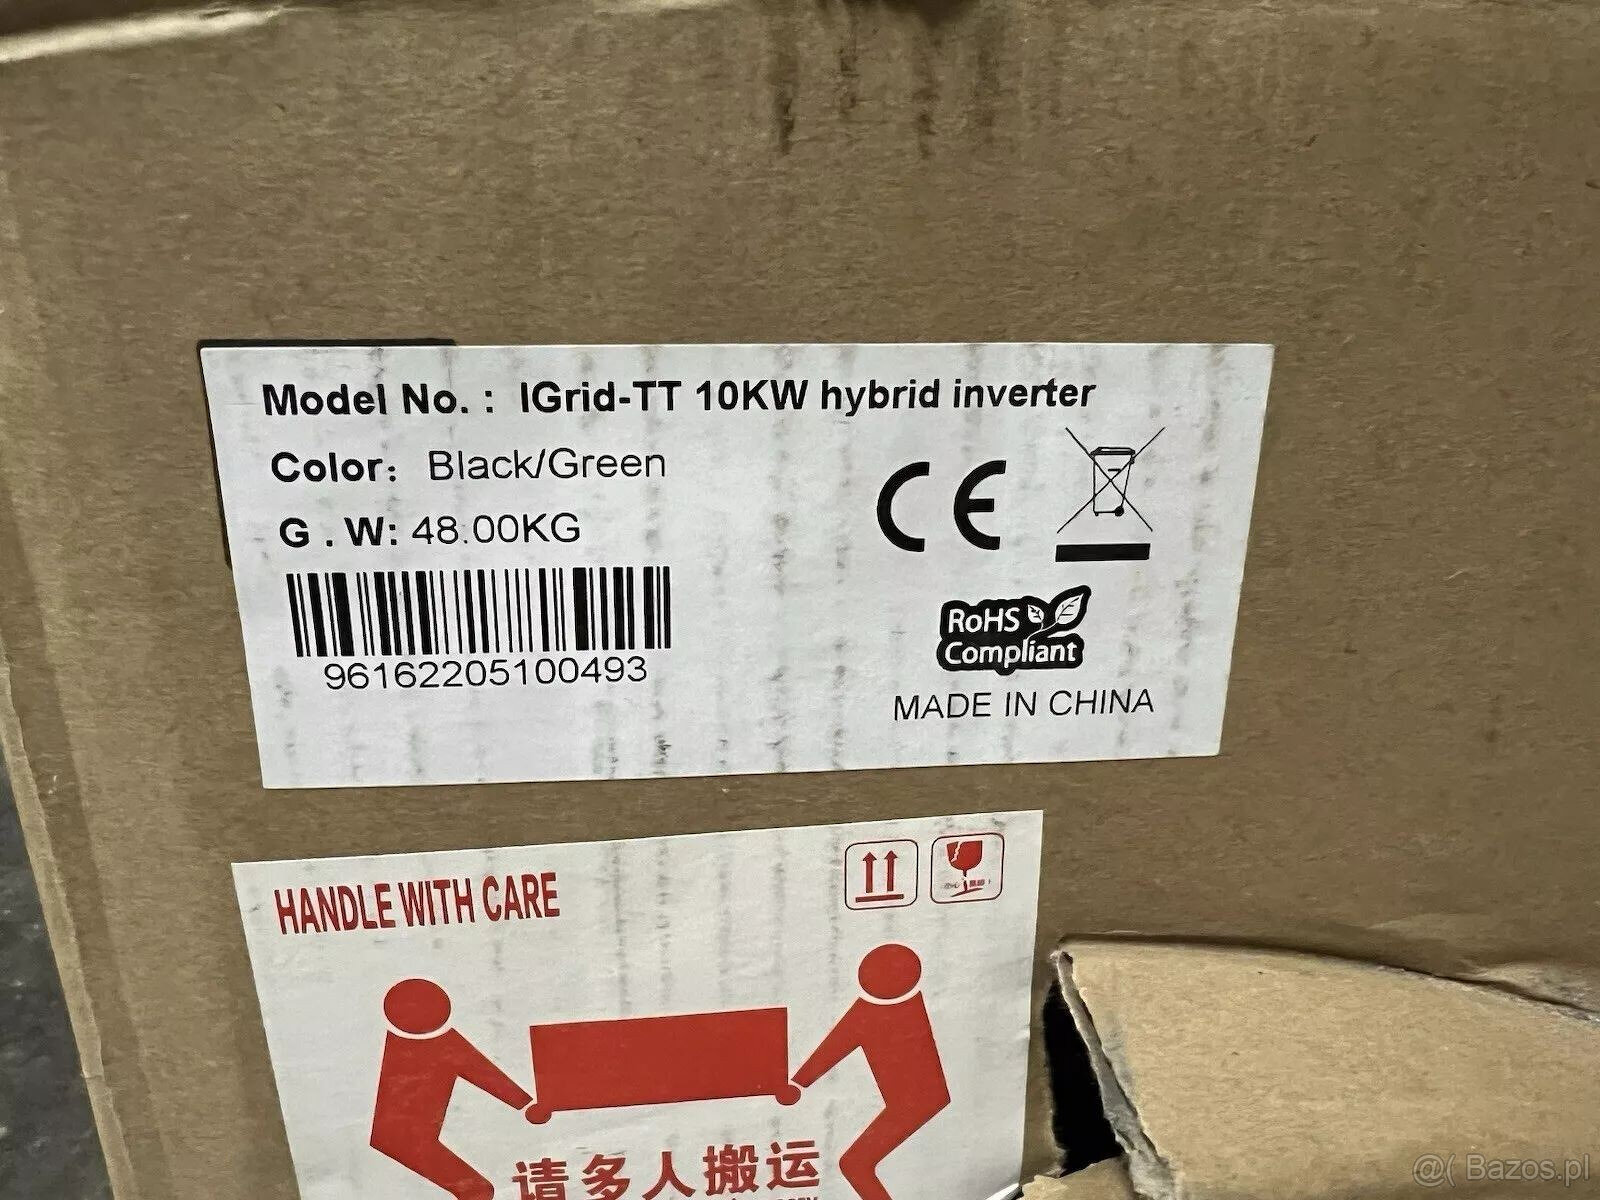 Model No. : IGrid-TT 10KW hybrid inverter
Color: Black/Green
G . W: 48.00KG
96162205100493
CE
RoHS
Compliant
MADE IN CHINA
HANDLE WITH CARE
请多人搬运
@( Bazos.pl